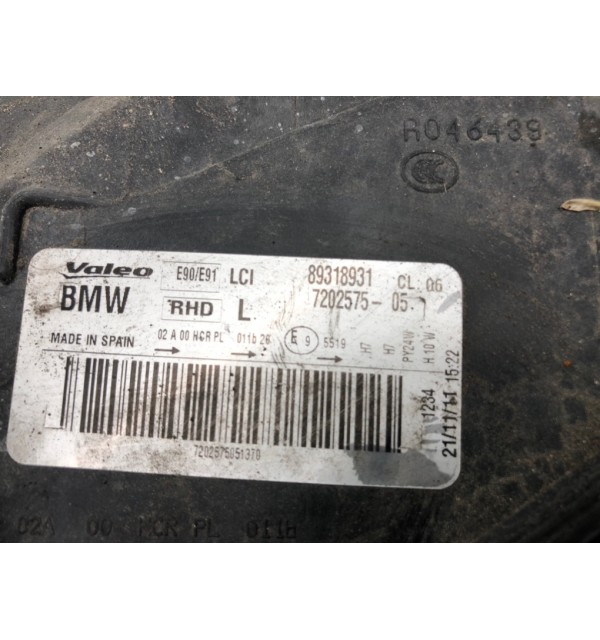 R046439
CCC
Valeo E90/E91 LCI 89318931 CL:06
BMW RHD L 7202575-05
MADE IN SPAIN 02 A 00 HCR PL 011b 26 E 9 5519 H7 H7 PY24W H10W
1234
21/11/11 15:22
7202575051370
02A 00 HCR PL 011B